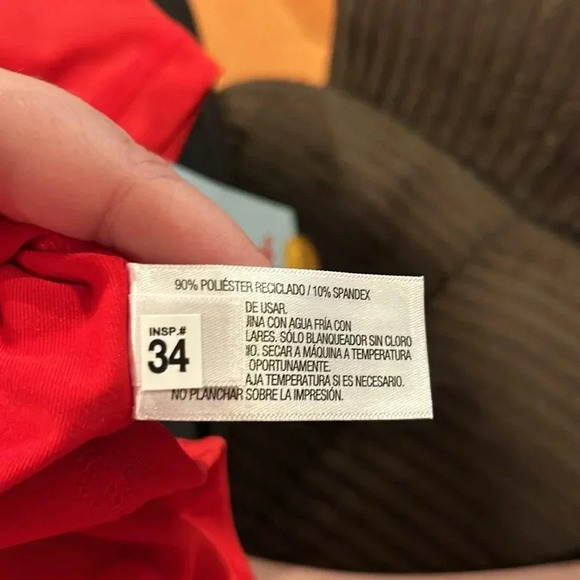 90% POLIÉSTER RECICLADO / 10% SPANDEX
DE USAR.
INA CON AGUA FRÍA CON
LARES. SÓLO BLANQUEADOR SIN CLORO
IO. SECAR A MÁQUINA A TEMPERATURA
OPORTUNAMENTE.
AJA TEMPERATURA SI ES NECESARIO.
NO PLANCHAR SOBRE LA IMPRESIÓN.
INSP.#
34